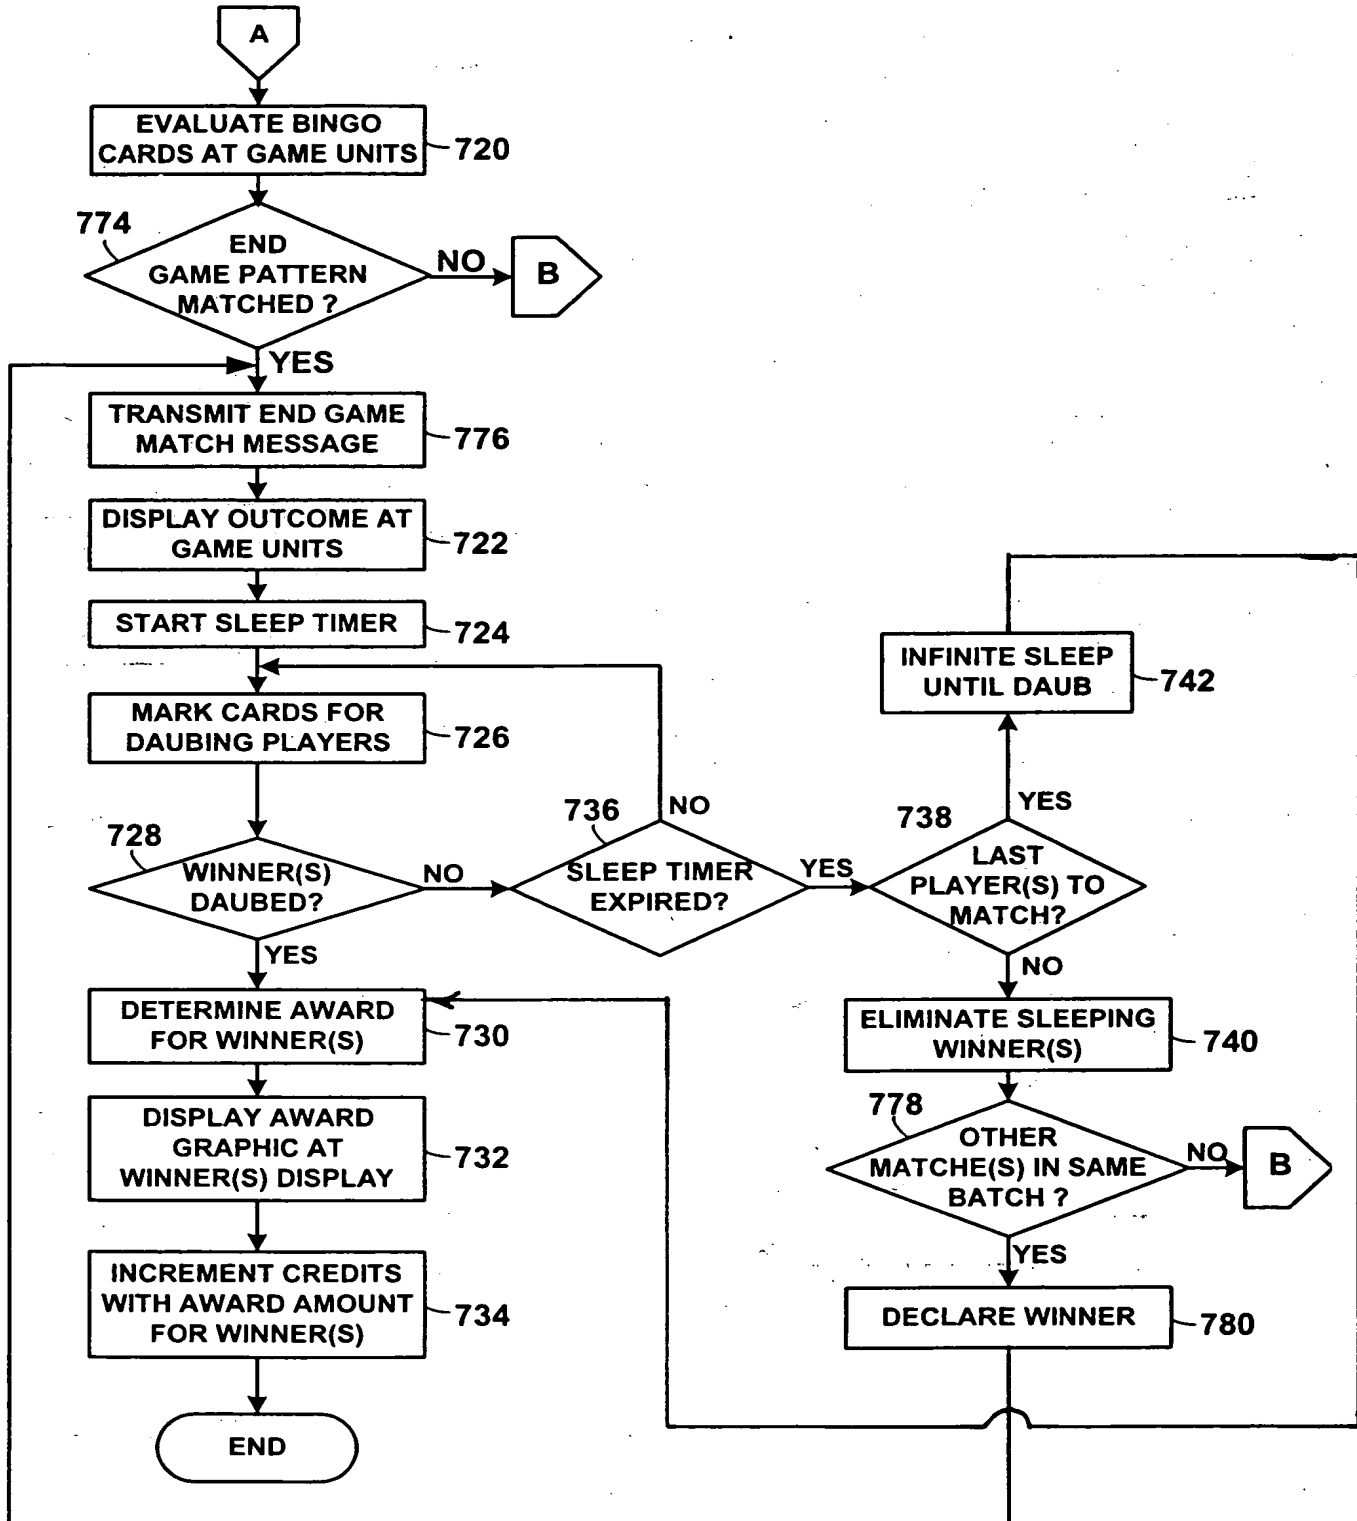 A
EVALUATE BINGO
CARDS AT GAME UNITS
720
774
END
GAME PATTERN
MATCHED ?
NO
B
YES
TRANSMIT END GAME
MATCH MESSAGE
776
DISPLAY OUTCOME AT
GAME UNITS
722
START SLEEP TIMER
724
MARK CARDS FOR
DAUBING PLAYERS
726
728
WINNER(S)
DAUBED?
NO
YES
736
SLEEP TIMER
EXPIRED?
NO
YES
738
LAST
PLAYER(S) TO
MATCH?
YES
NO
INFINITE SLEEP
UNTIL DAUB
742
DETERMINE AWARD
FOR WINNER(S)
730
DISPLAY AWARD
GRAPHIC AT
WINNER(S) DISPLAY
732
INCREMENT CREDITS
WITH AWARD AMOUNT
FOR WINNER(S)
734
END
ELIMINATE SLEEPING
WINNER(S)
740
778
OTHER
MATCHE(S) IN SAME
BATCH ?
NO
B
YES
DECLARE WINNER
780